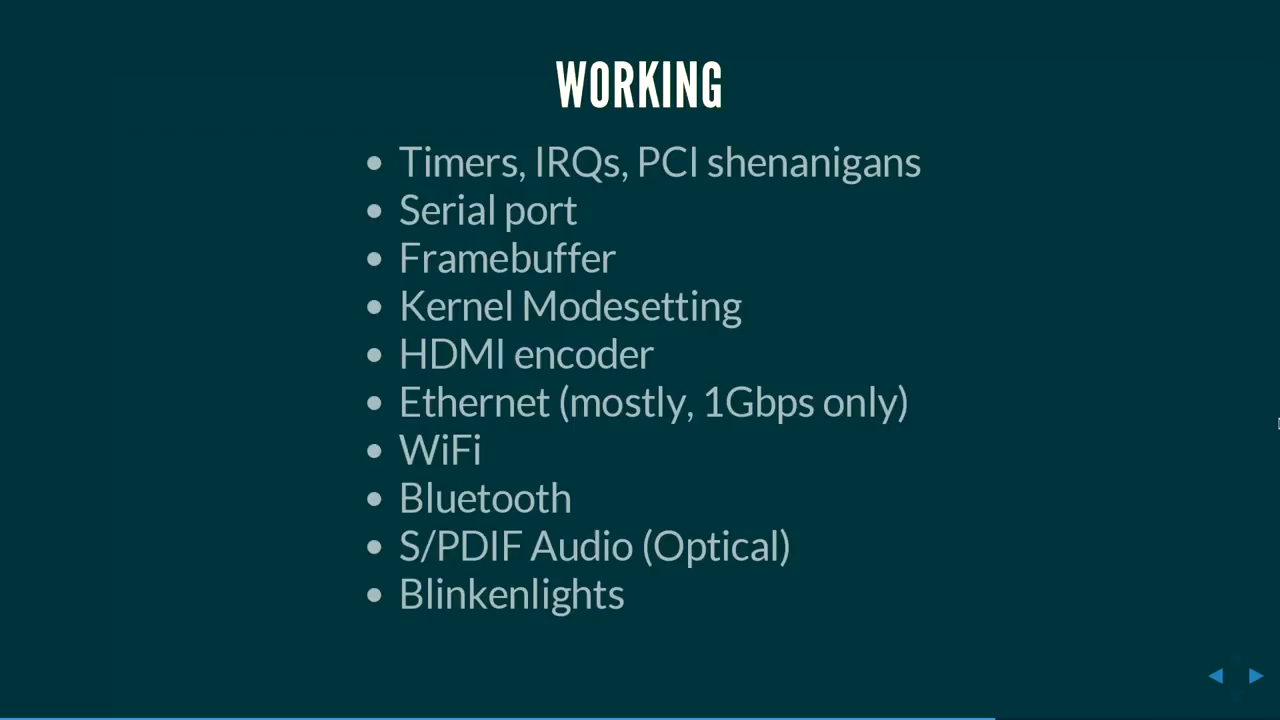 WORKING
Timers, IRQs, PCI shenanigans
Serial port
Framebuffer
Kernel Modesetting
HDMI encoder
Ethernet (mostly, 1Gbps only)
WiFi
Bluetooth
S/PDIF Audio (Optical)
Blinkenlights